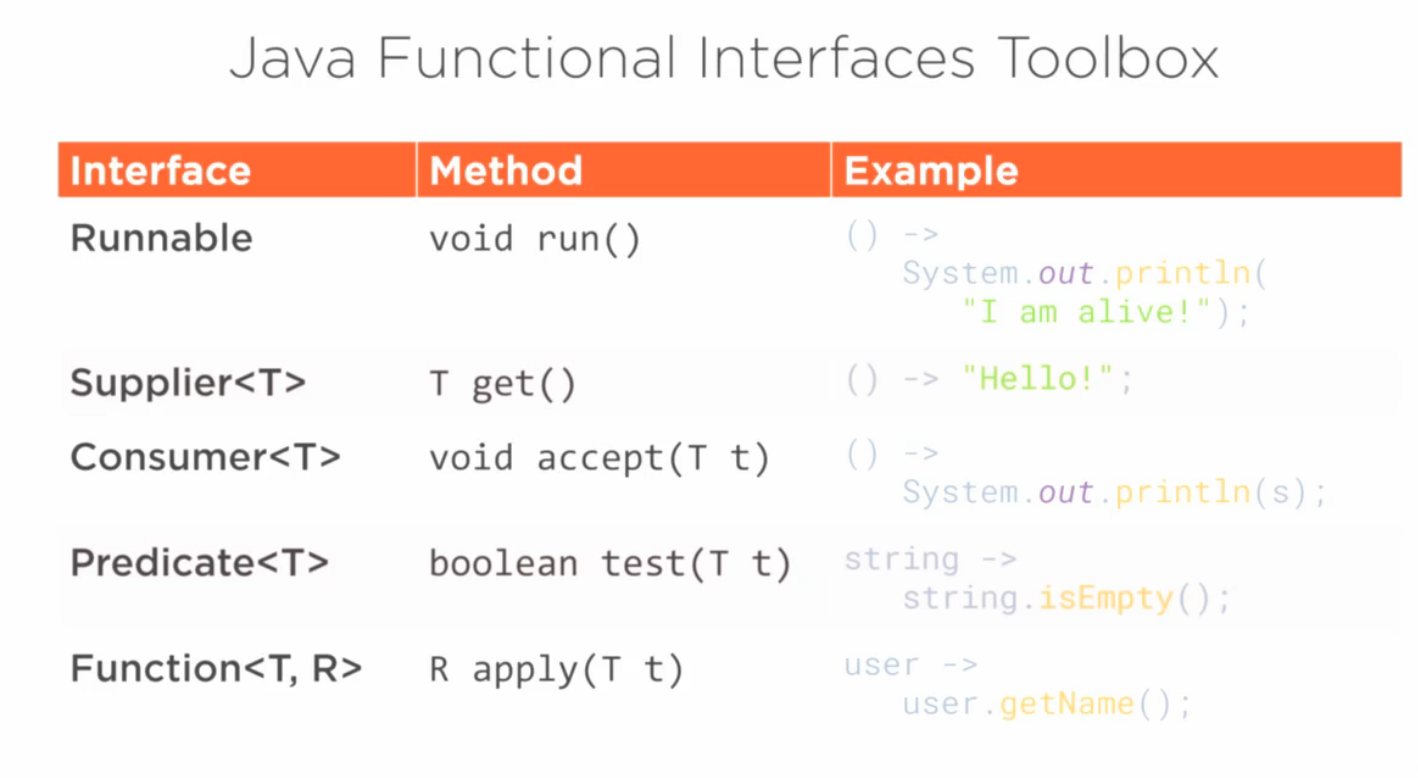 Java Functional Interfaces Toolbox
Interface Method Example
Runnable void run() () ->
System.out.println(
"I am alive!");
Supplier<T> T get() () -> "Hello!";
Consumer<T> void accept(T t) () ->
System.out.println(s);
Predicate<T> boolean test(T t) string ->
string.isEmpty();
Function<T, R> R apply(T t) user ->
user.getName();